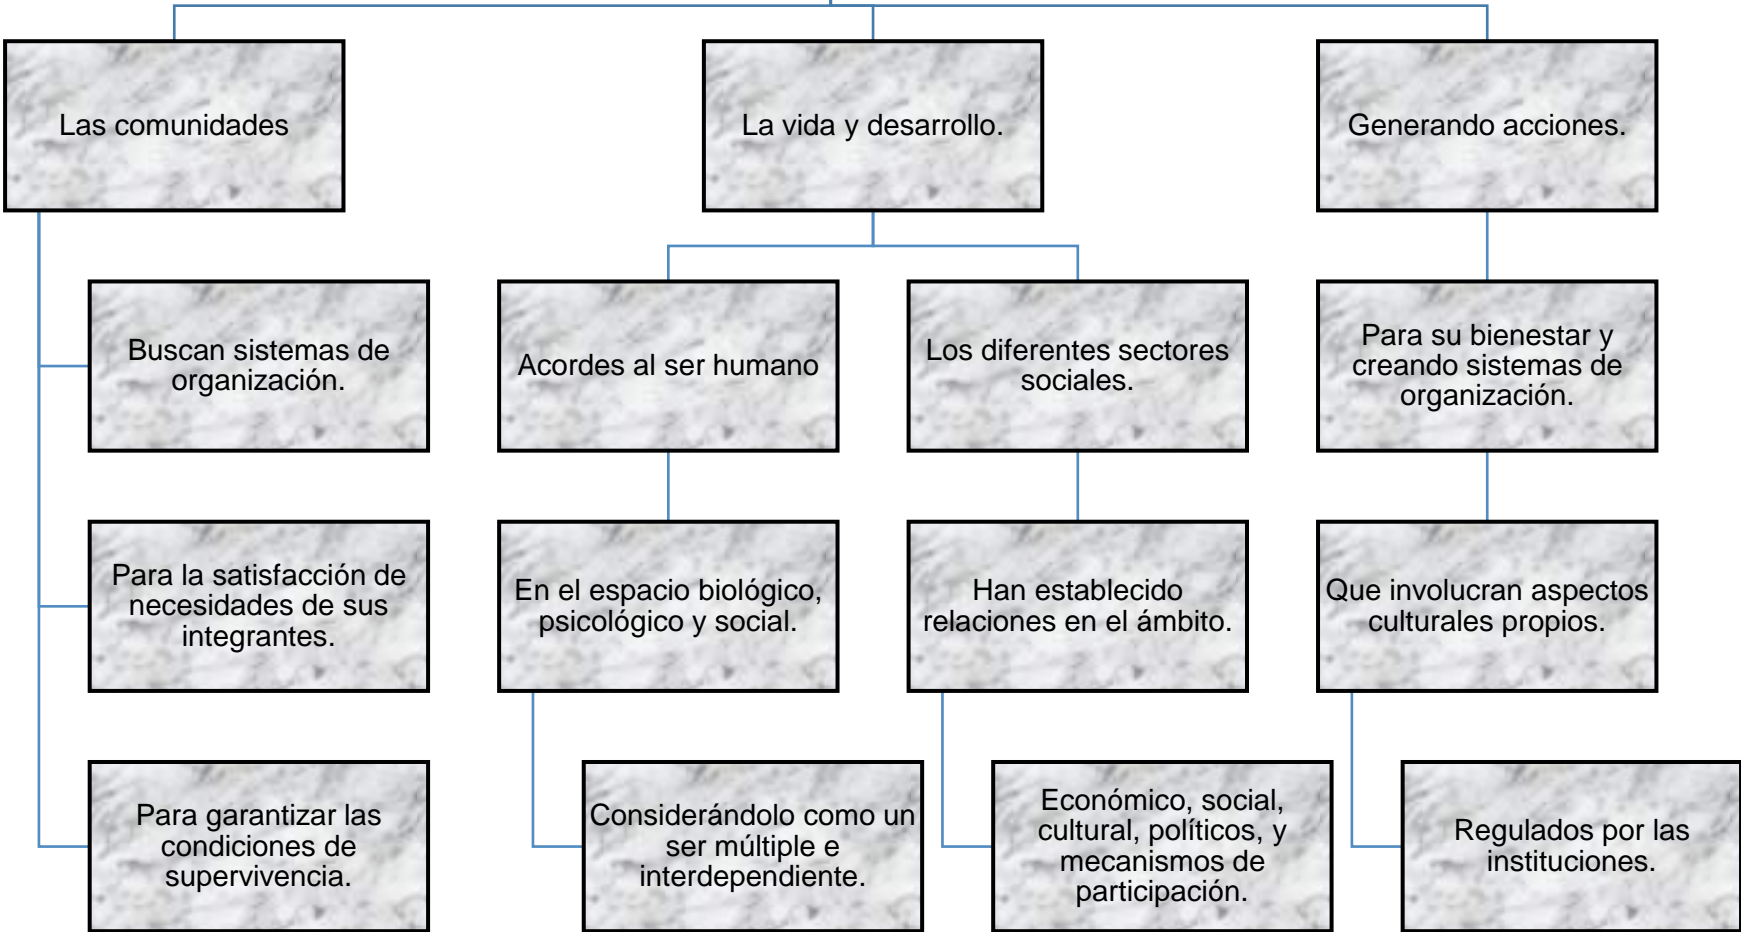 Las comunidades
La vida y desarrollo.
Generando acciones.
Buscan sistemas de
organización.
Acordes al ser humano
Los diferentes sectores
sociales.
Para su bienestar y
creando sistemas de
organización.
Para la satisfacción de
necesidades de sus
integrantes.
En el espacio biológico,
psicológico y social.
Han establecido
relaciones en el ámbito.
Que involucran aspectos
culturales propios.
Para garantizar las
condiciones de
supervivencia.
Considerándolo como un
ser múltiple e
interdependiente.
Económico, social,
cultural, políticos, y
mecanismos de
participación.
Regulados por las
instituciones.